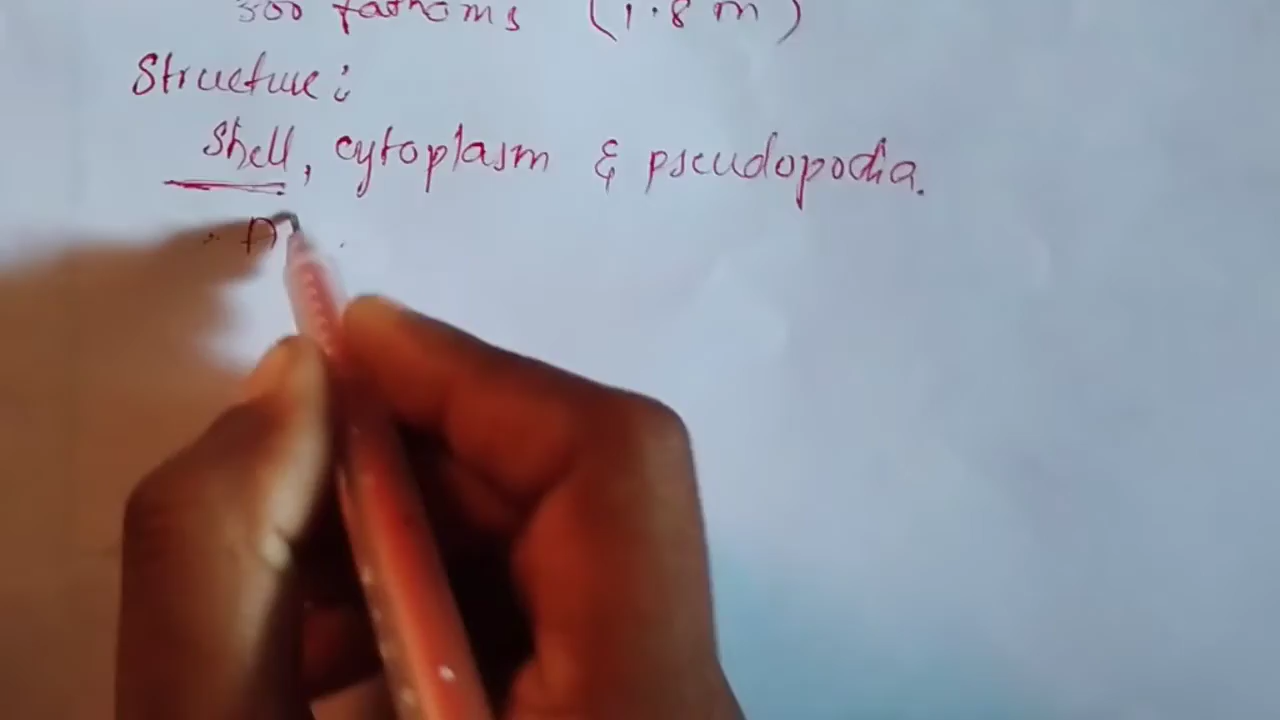 300 fathoms (1.8 m)
Structure:
Shell, cytoplasm & pseudopodia.